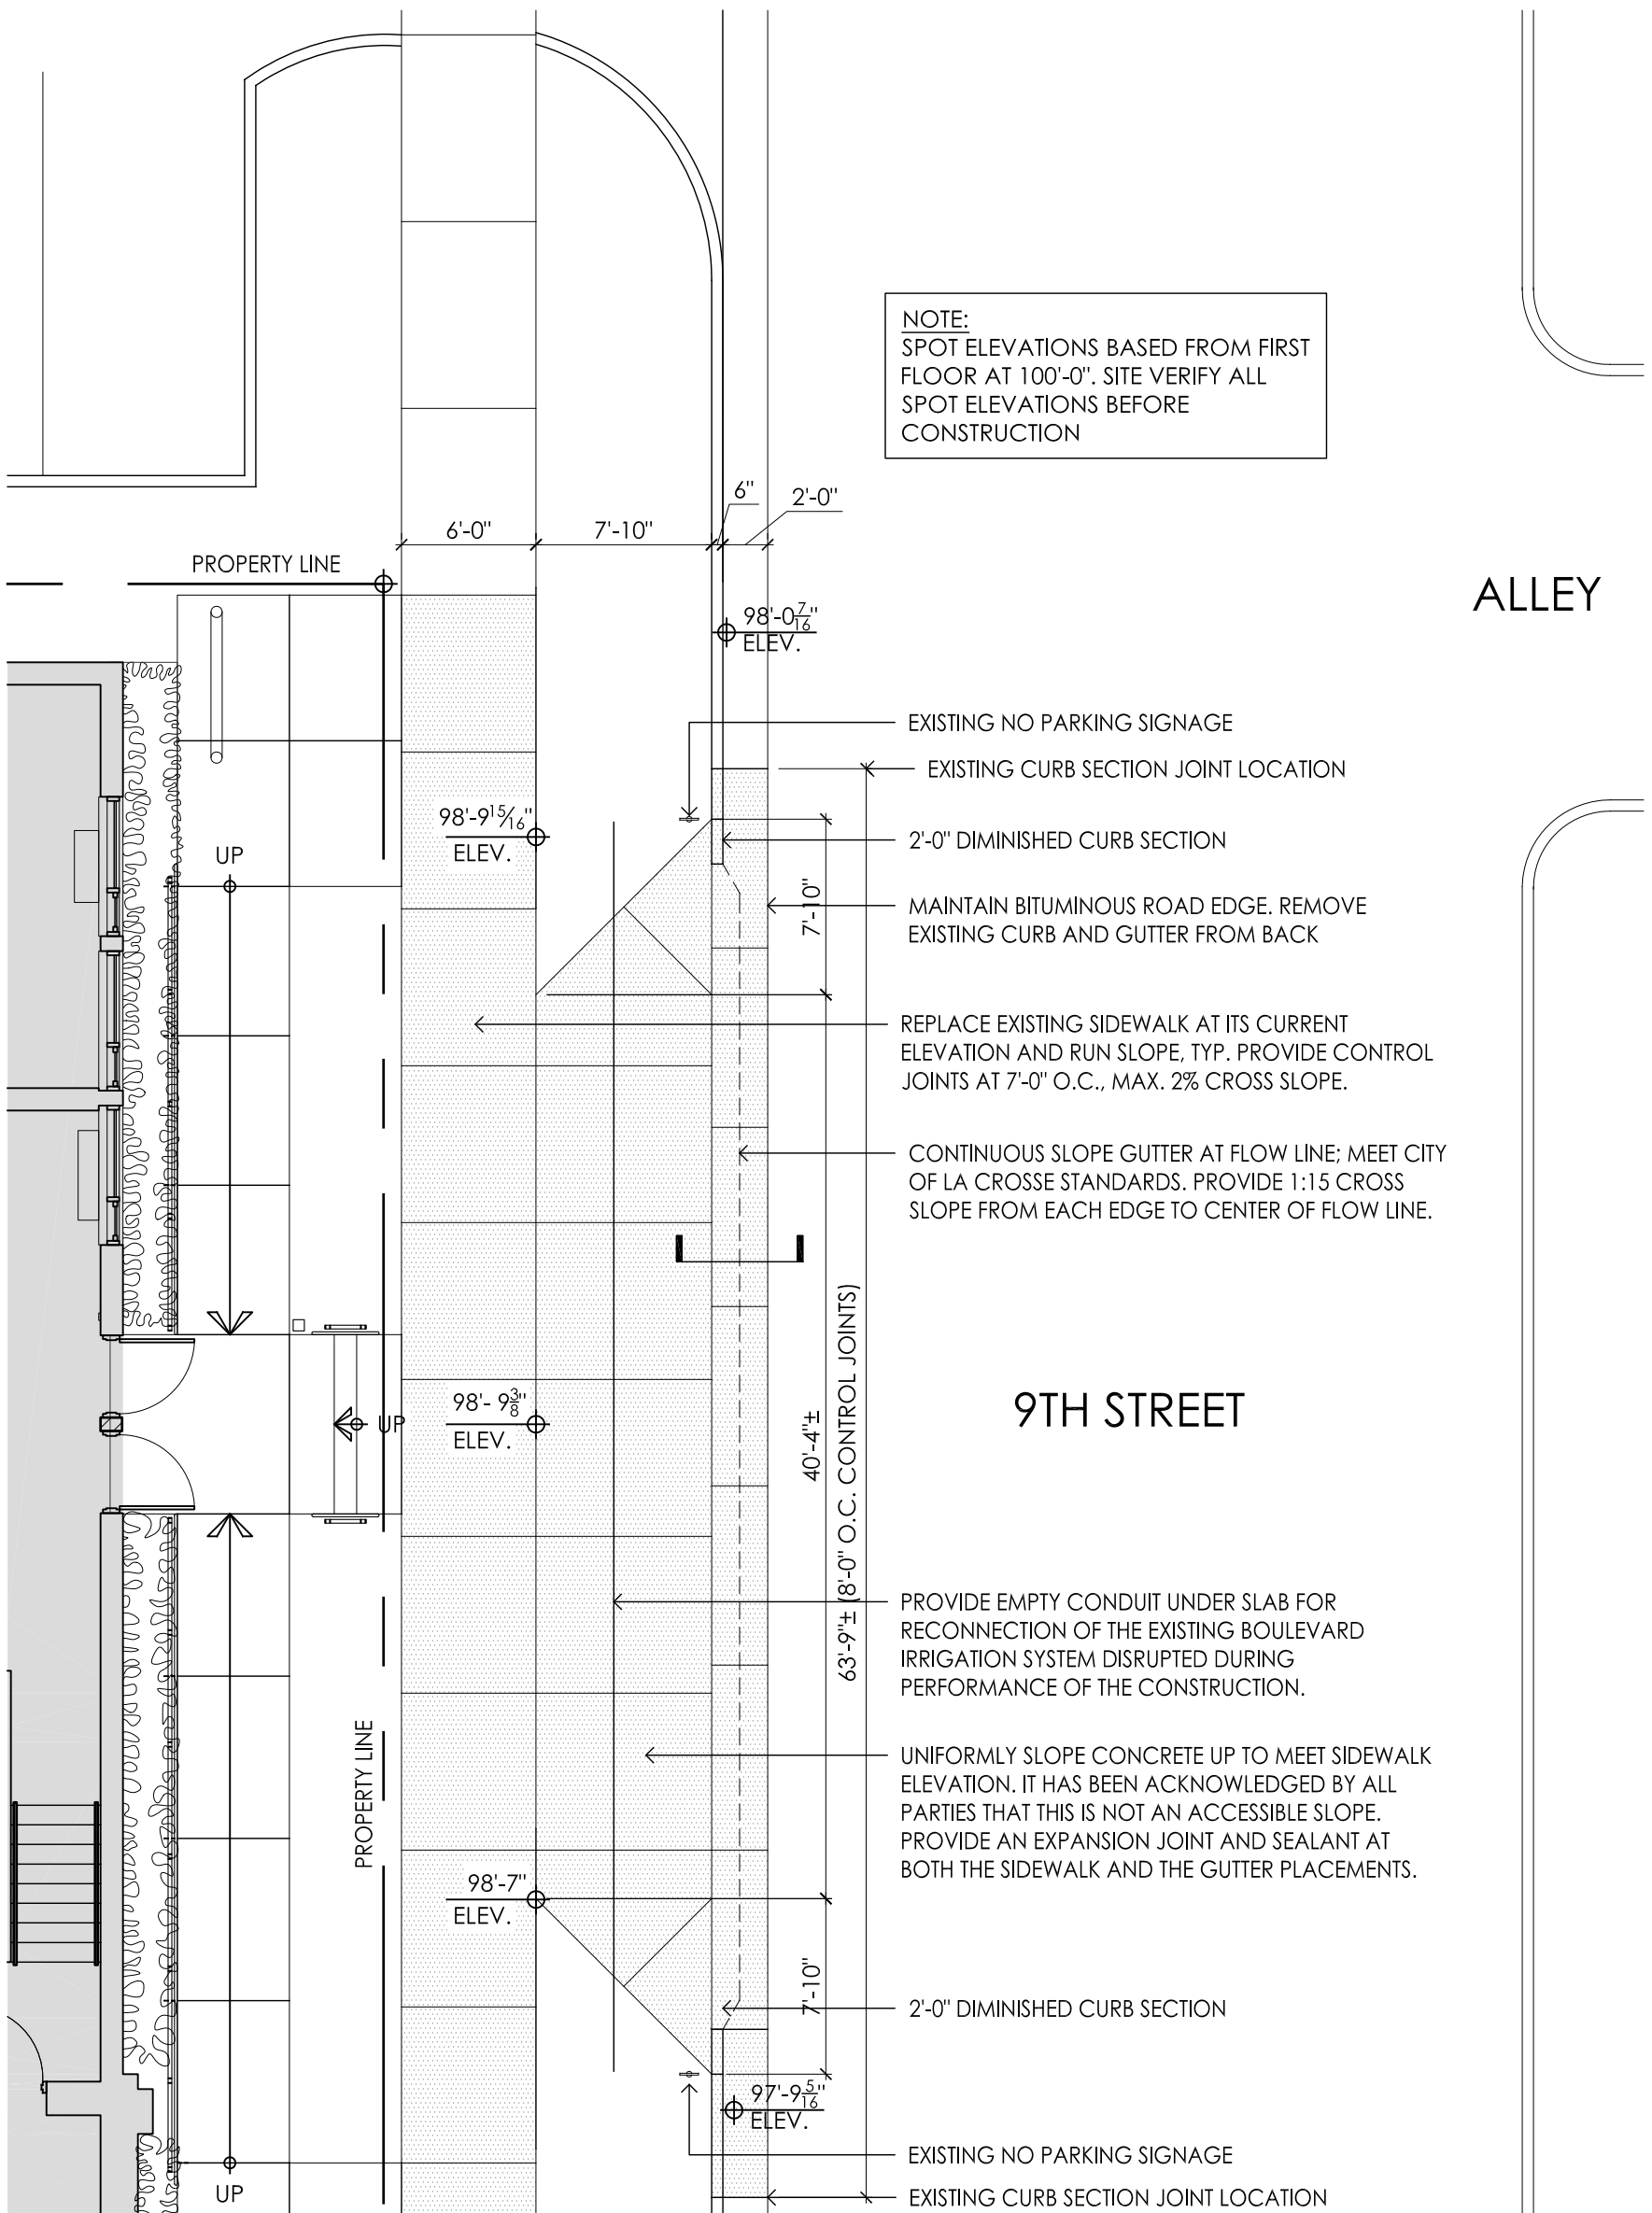 NOTE:
SPOT ELEVATIONS BASED FROM FIRST
FLOOR AT 100'-0". SITE VERIFY ALL
SPOT ELEVATIONS BEFORE
CONSTRUCTION
6"
2'-0"
6'-0"
7'-10"
PROPERTY LINE
ALLEY
98'-0 7/16"
ELEV.
EXISTING NO PARKING SIGNAGE
EXISTING CURB SECTION JOINT LOCATION
98'-9 15/16"
ELEV.
2'-0" DIMINISHED CURB SECTION
UP
7'-10"
MAINTAIN BITUMINOUS ROAD EDGE. REMOVE
EXISTING CURB AND GUTTER FROM BACK
REPLACE EXISTING SIDEWALK AT ITS CURRENT
ELEVATION AND RUN SLOPE, TYP. PROVIDE CONTROL
JOINTS AT 7'-0" O.C., MAX. 2% CROSS SLOPE.
CONTINUOUS SLOPE GUTTER AT FLOW LINE; MEET CITY
OF LA CROSSE STANDARDS. PROVIDE 1:15 CROSS
SLOPE FROM EACH EDGE TO CENTER OF FLOW LINE.
98'- 9 3/8"
ELEV.
UP
9TH STREET
40'-4"±
63'-9"± (8'-0" O.C. CONTROL JOINTS)
PROVIDE EMPTY CONDUIT UNDER SLAB FOR
RECONNECTION OF THE EXISTING BOULEVARD
IRRIGATION SYSTEM DISRUPTED DURING
PERFORMANCE OF THE CONSTRUCTION.
PROPERTY LINE
UNIFORMLY SLOPE CONCRETE UP TO MEET SIDEWALK
ELEVATION. IT HAS BEEN ACKNOWLEDGED BY ALL
PARTIES THAT THIS IS NOT AN ACCESSIBLE SLOPE.
PROVIDE AN EXPANSION JOINT AND SEALANT AT
BOTH THE SIDEWALK AND THE GUTTER PLACEMENTS.
98'-7"
ELEV.
7'-10"
2'-0" DIMINISHED CURB SECTION
97'-9 5/16"
ELEV.
EXISTING NO PARKING SIGNAGE
UP
EXISTING CURB SECTION JOINT LOCATION